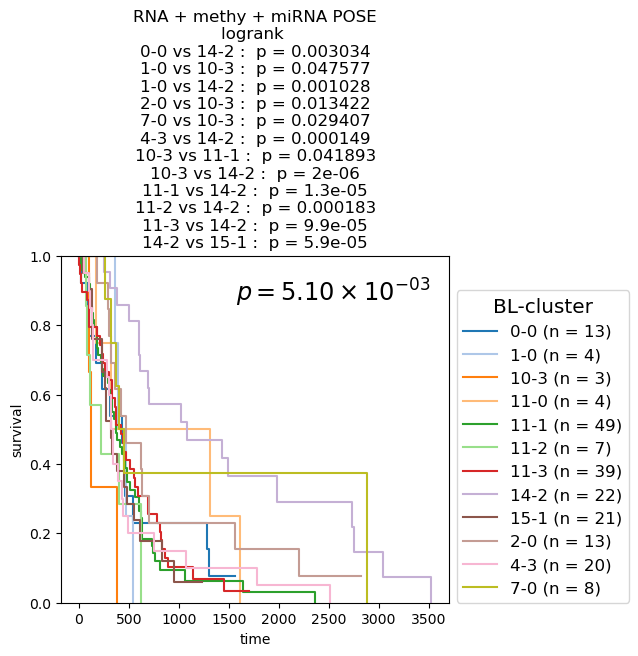 RNA + methy + miRNA POSE
logrank
0-0 vs 14-2 :  p = 0.003034
1-0 vs 10-3 :  p = 0.047577
1-0 vs 14-2 :  p = 0.001028
2-0 vs 10-3 :  p = 0.013422
7-0 vs 10-3 :  p = 0.029407
4-3 vs 14-2 :  p = 0.000149
10-3 vs 11-1 :  p = 0.041893
10-3 vs 14-2 :  p = 2e-06
11-1 vs 14-2 :  p = 1.3e-05
11-2 vs 14-2 :  p = 0.000183
11-3 vs 14-2 :  p = 9.9e-05
14-2 vs 15-1 :  p = 5.9e-05
p = 5.10 × 10⁻⁰³
1.0
0.8
0.6
0.4
0.2
0.0
survival
0
500
1000
1500
2000
2500
3000
3500
time
BL-cluster
0-0 (n = 13)
1-0 (n = 4)
10-3 (n = 3)
11-0 (n = 4)
11-1 (n = 49)
11-2 (n = 7)
11-3 (n = 39)
14-2 (n = 22)
15-1 (n = 21)
2-0 (n = 13)
4-3 (n = 20)
7-0 (n = 8)